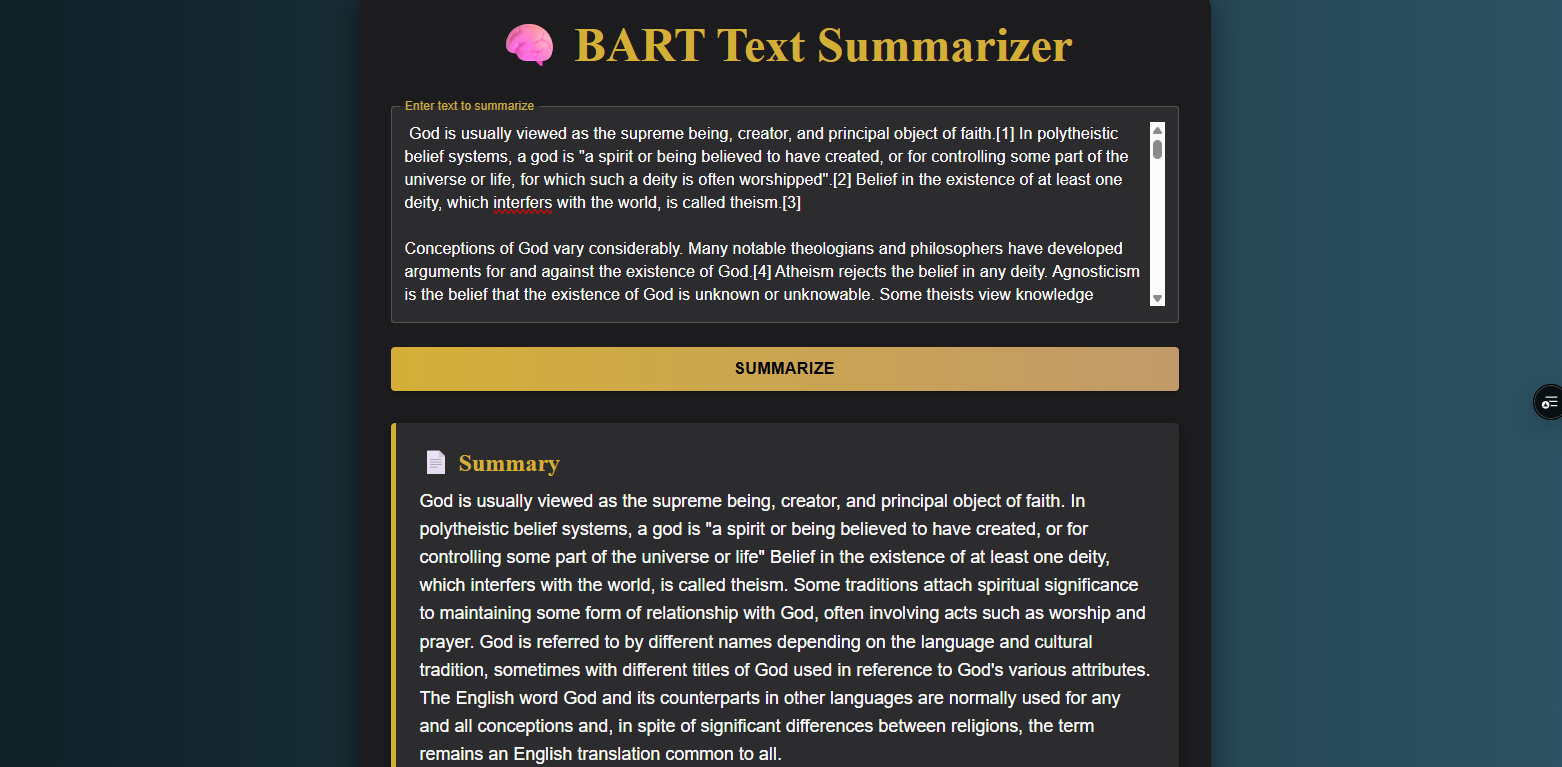 BART Text Summarizer
Enter text to summarize
God is usually viewed as the supreme being, creator, and principal object of faith.[1] In polytheistic
belief systems, a god is "a spirit or being believed to have created, or for controlling some part of the
universe or life, for which such a deity is often worshipped".[2] Belief in the existence of at least one
deity, which interfers with the world, is called theism.[3]
Conceptions of God vary considerably. Many notable theologians and philosophers have developed
arguments for and against the existence of God.[4] Atheism rejects the belief in any deity. Agnosticism
is the belief that the existence of God is unknown or unknowable. Some theists view knowledge
SUMMARIZE
Summary
God is usually viewed as the supreme being, creator, and principal object of faith. In
polytheistic belief systems, a god is "a spirit or being believed to have created, or for
controlling some part of the universe or life" Belief in the existence of at least one deity,
which interfers with the world, is called theism. Some traditions attach spiritual significance
to maintaining some form of relationship with God, often involving acts such as worship and
prayer. God is referred to by different names depending on the language and cultural
tradition, sometimes with different titles of God used in reference to God's various attributes.
The English word God and its counterparts in other languages are normally used for any
and all conceptions and, in spite of significant differences between religions, the term
remains an English translation common to all.